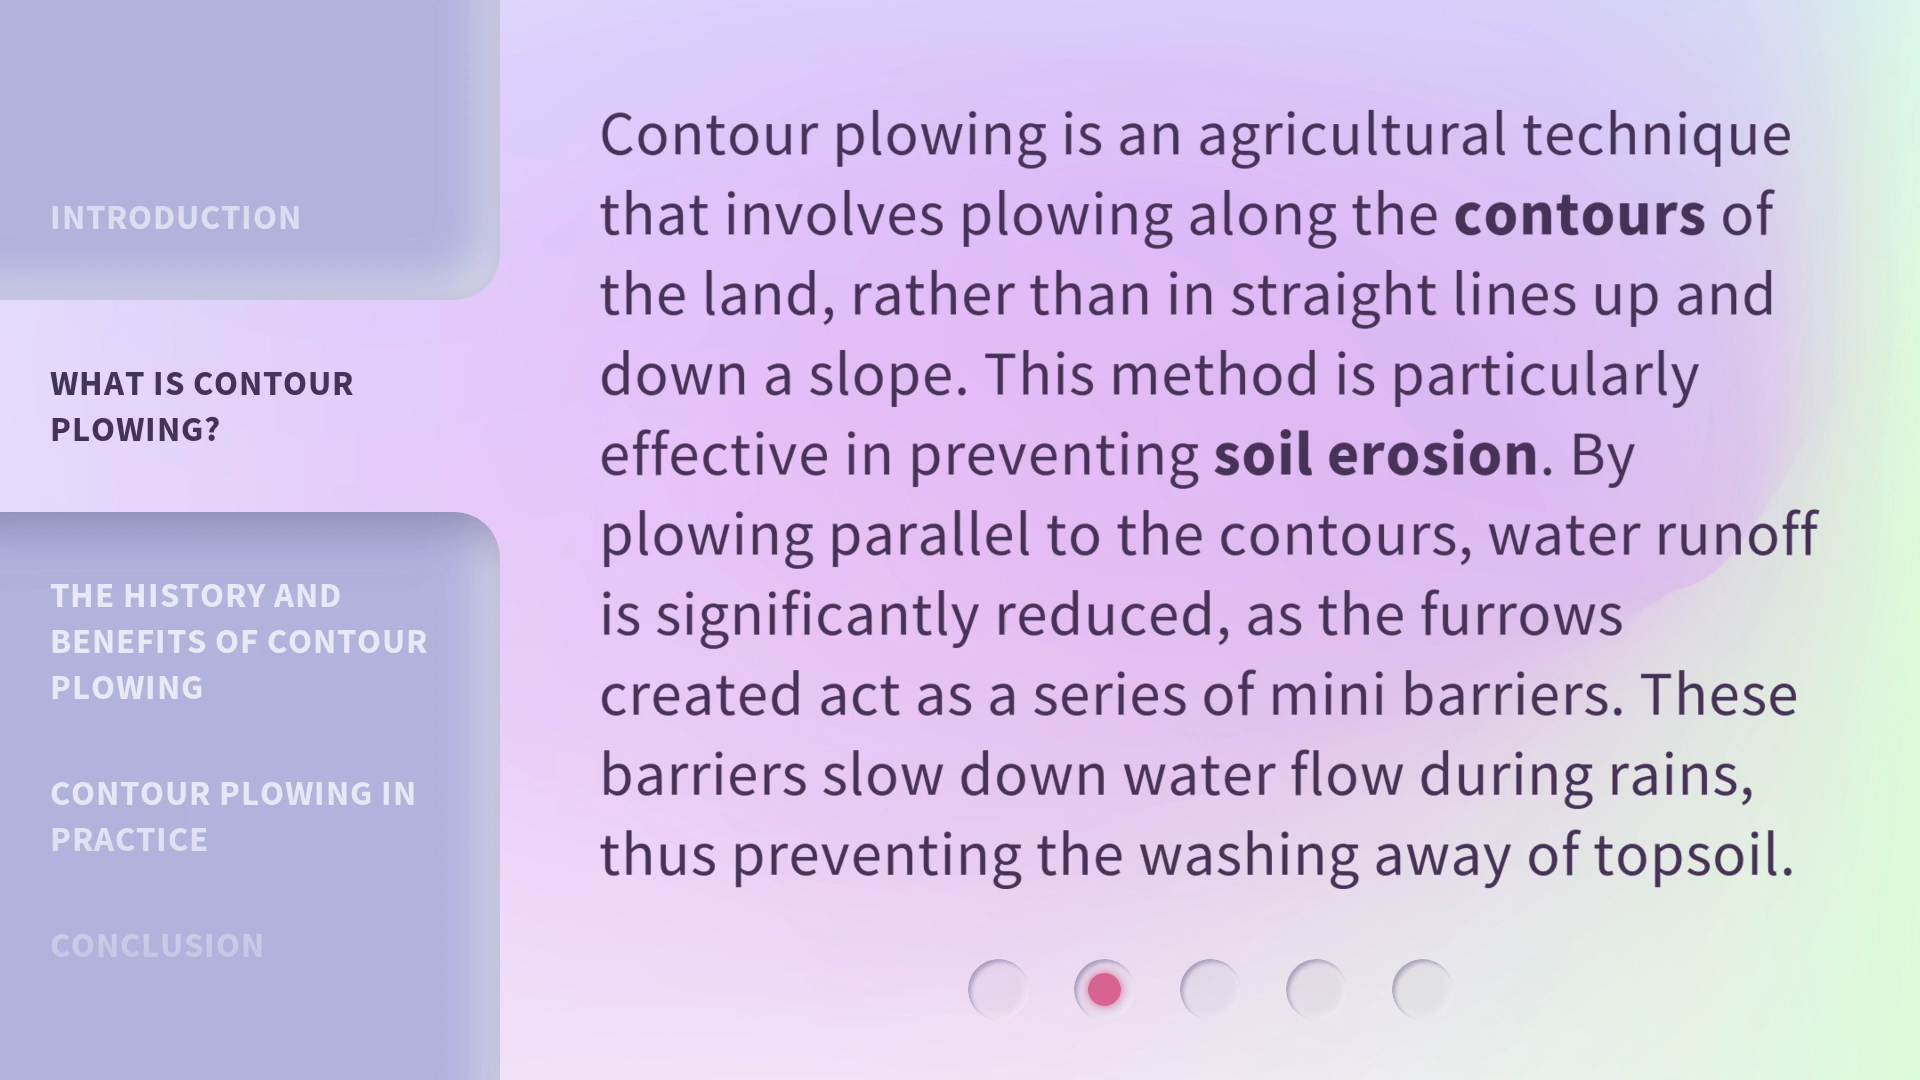 INTRODUCTION
WHAT IS CONTOUR
PLOWING?
THE HISTORY AND
BENEFITS OF CONTOUR
PLOWING
CONTOUR PLOWING IN
PRACTICE
CONCLUSION
Contour plowing is an agricultural technique
that involves plowing along the contours of
the land, rather than in straight lines up and
down a slope. This method is particularly
effective in preventing soil erosion. By
plowing parallel to the contours, water runoff
is significantly reduced, as the furrows
created act as a series of mini barriers. These
barriers slow down water flow during rains,
thus preventing the washing away of topsoil.